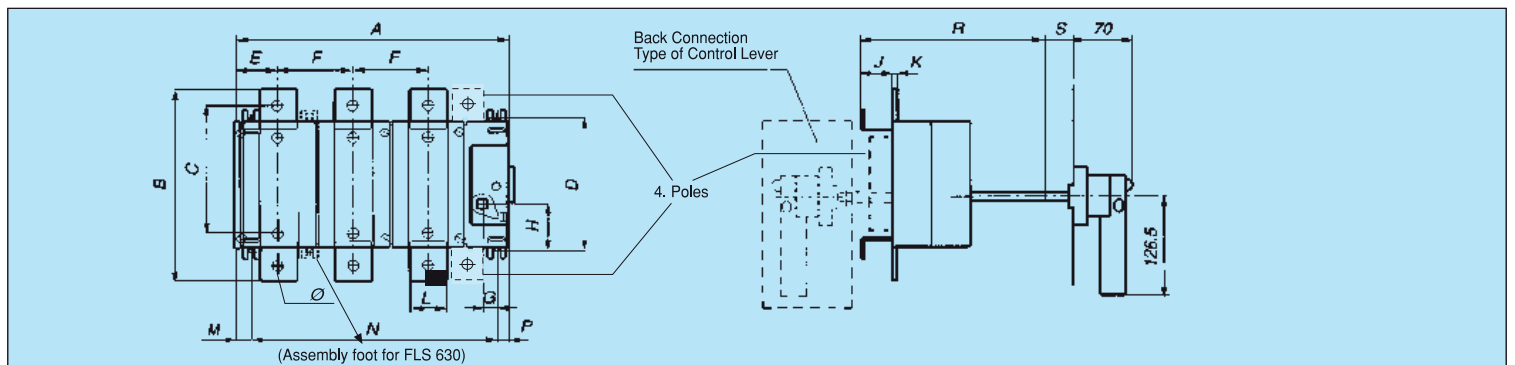 A
E F F
B
C
D
H
Ø
L
G
M
N
P
(Assembly foot for FLS 630)
4. Poles
Back Connection
Type of Control Lever
R S 70
J K
126.5